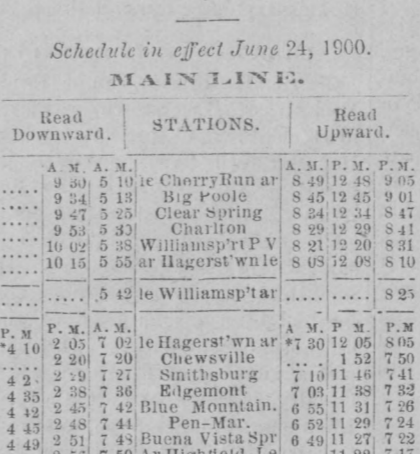 Schedule in effect June 24, 1900.
MAIN LINE.
Read Downward. STATIONS. Read Upward.
A. M. A. M. A. M. P. M. P. M.
..... 9 30 5 10 le Cherry Run ar 8 49 12 48 9 05
..... 9 34 5 13 Big Poole 8 45 12 45 9 01
..... 9 47 5 25 Clear Spring 8 34 12 34 8 47
..... 9 53 5 30 Charlton 8 29 12 29 8 41
..... 10 02 5 38 Williamsp'rt P V 8 21 12 20 8 31
..... 10 15 5 55 ar Hagerst'wn le 8 08 12 08 8 10
..... ..... 5 42 le Williamsp't ar ..... ..... 8 25
P. M P. M. A. M. A M P M P.M
*4 10 2 05 7 02 le Hagerst'wn ar *7 30 12 05 8 05
2 20 7 20 Chewsville .... 1 52 7 50
2 29 7 27 Smithsburg 7 10 11 46 7 41
4 35 2 38 7 36 Edgemont 7 03 11 38 7 32
4 42 2 45 7 42 Blue Mountain. 6 55 11 31 7 26
4 45 2 48 7 44 Pen-Mar. 6 52 11 29 7 24
4 49 2 51 7 48 Buena Vista Spr 6 49 11 27 7 22